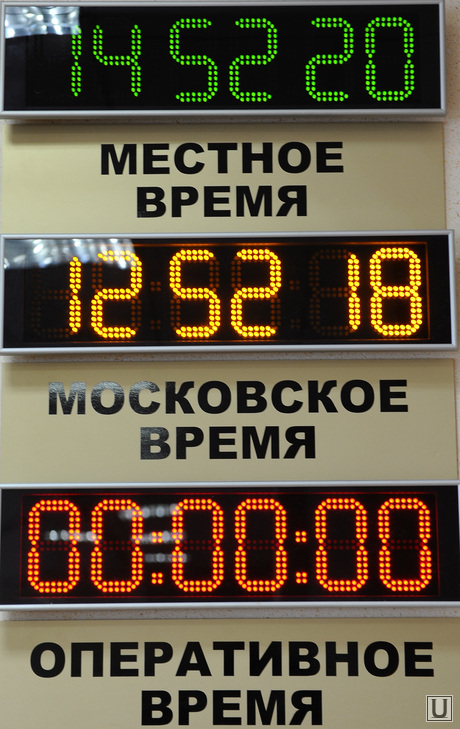 14 52 20
МЕСТНОЕ
ВРЕМЯ
12 52 18
МОСКОВСКОЕ
ВРЕМЯ
00:00:00
ОПЕРАТИВНОЕ
ВРЕМЯ
U